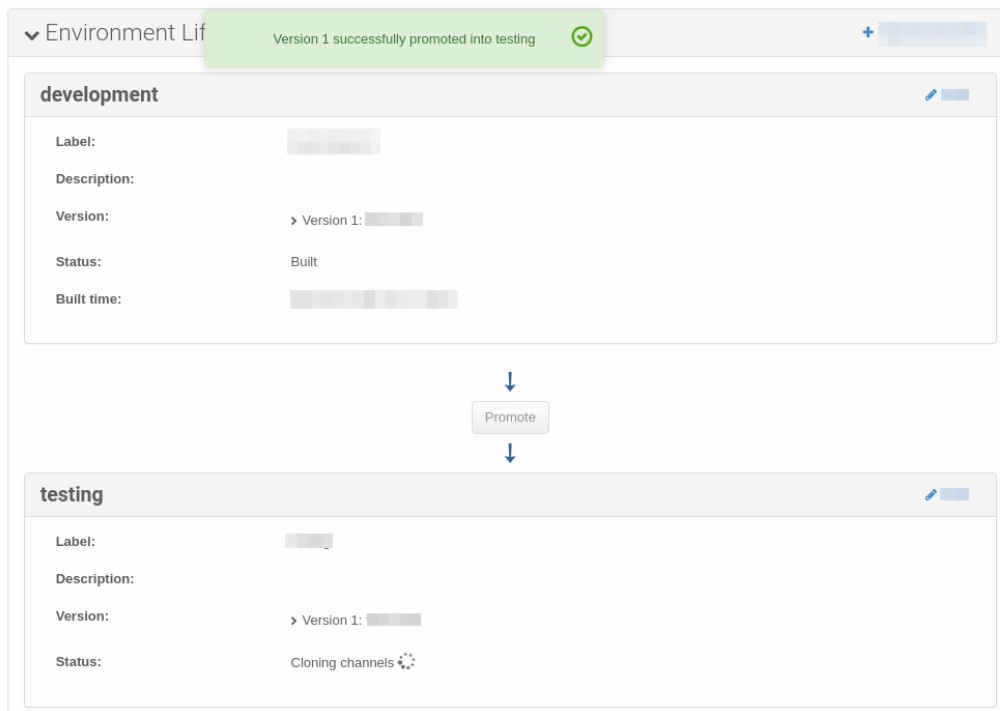 Environment Lif
Version 1 successfully promoted into testing
development
Label:
Description:
Version: Version 1:
Status: Built
Built time:
Promote
testing
Label:
Description:
Version: Version 1:
Status: Cloning channels